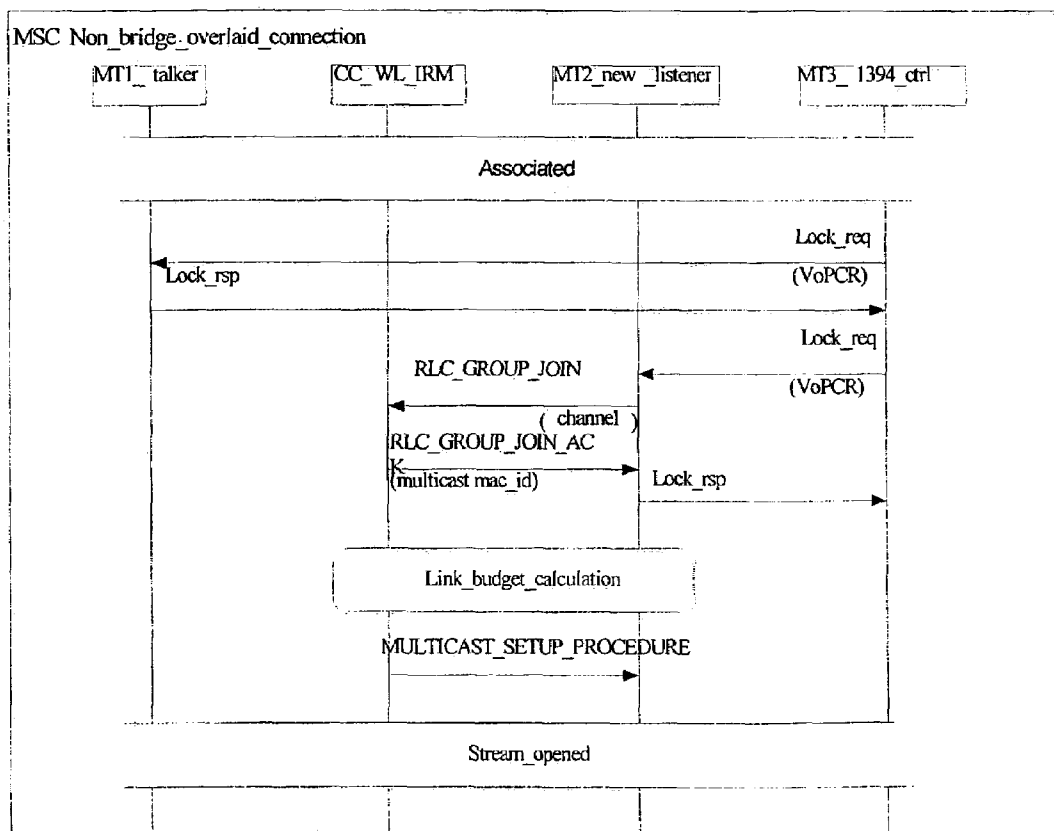 MSC Non_bridge_overlaid_connection
MT1_ talker
CC_WL_IRM
MT2_new _listener
MT3_ 1394_ctrl
Associated
Lock_req
Lock_rsp
(VoPCR)
Lock_req
RLC_GROUP_JOIN
(VoPCR)
( channel )
RLC_GROUP_JOIN_AC
K
(multicast mac_id)
Lock_rsp
Link_budget_calculation
MULTICAST_SETUP_PROCEDURE
Stream_opened